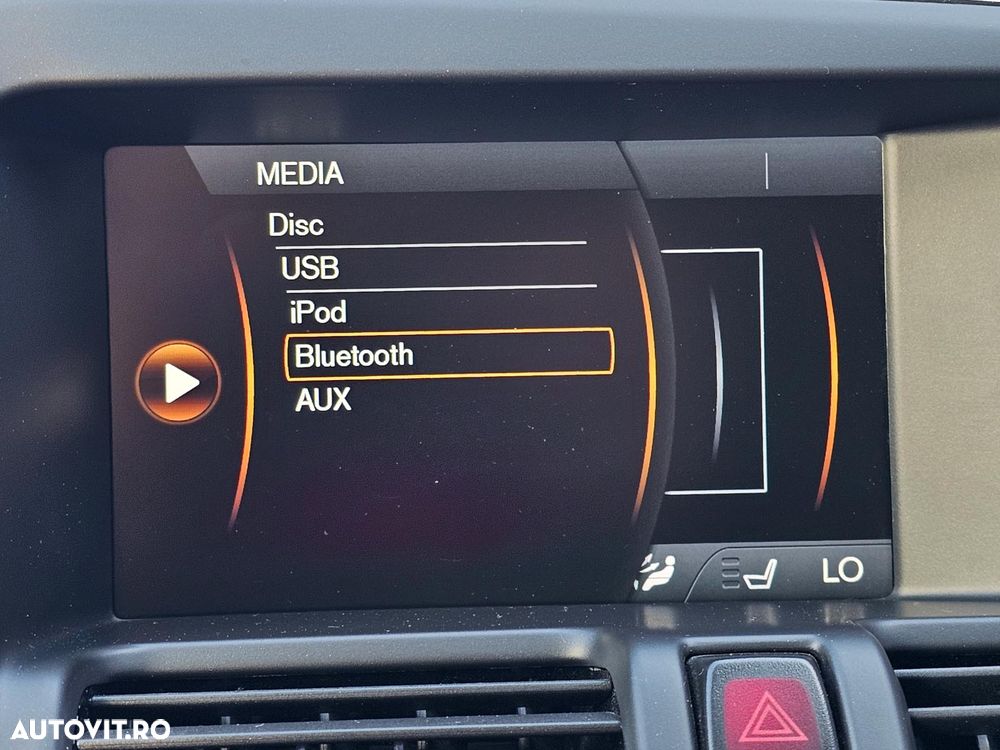 MEDIA
Disc
USB
iPod
Bluetooth
AUX
LO
AUTOVIT.RO